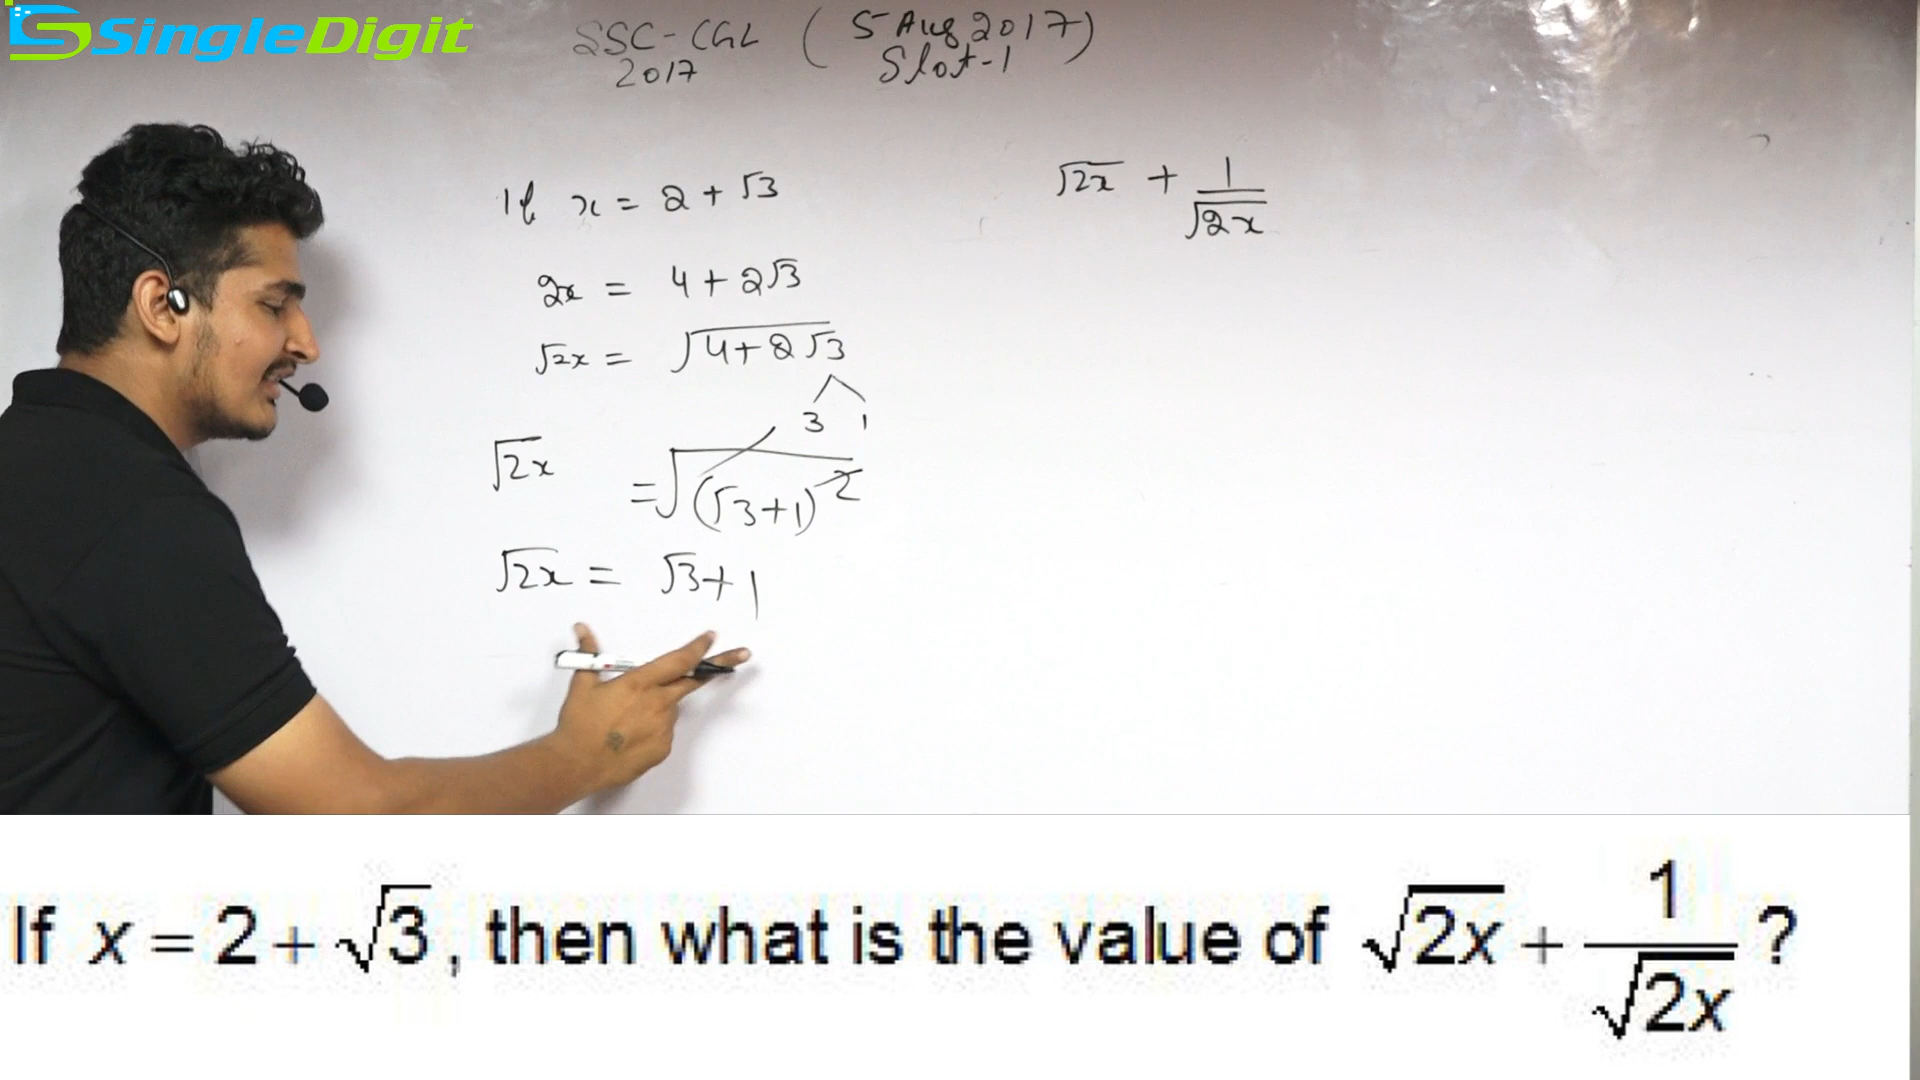 SingleDigit
SSC-CGL (5 Aug 2017)
2017 Slot-1
If x = 2 + √3
√2x + 1/√2x
2x = 4 + 2√3
√2x = √4+2√3
3 1
√2x = √(√3+1)²
√2x = √3+1
If x = 2 + √3, then what is the value of √2x + 1/√2x ?